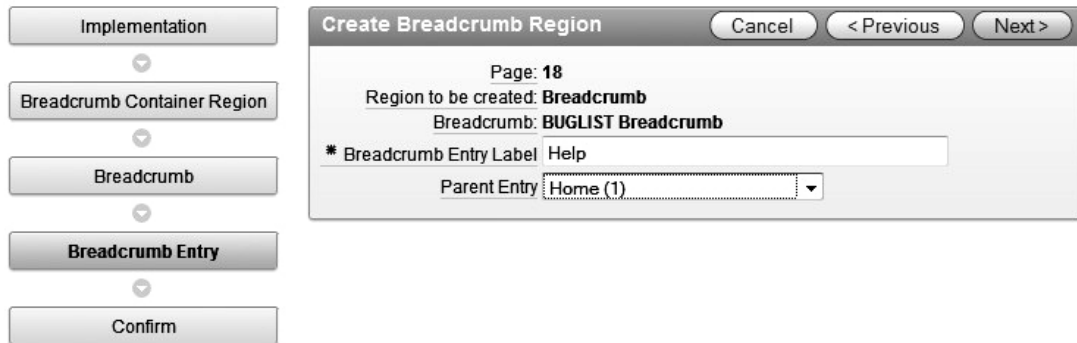 Implementation
Breadcrumb Container Region
Breadcrumb
Breadcrumb Entry
Confirm
Create Breadcrumb Region
Cancel
< Previous
Next >
Page: 18
Region to be created: Breadcrumb
Breadcrumb: BUGLIST Breadcrumb
* Breadcrumb Entry Label Help
Parent Entry Home (1)